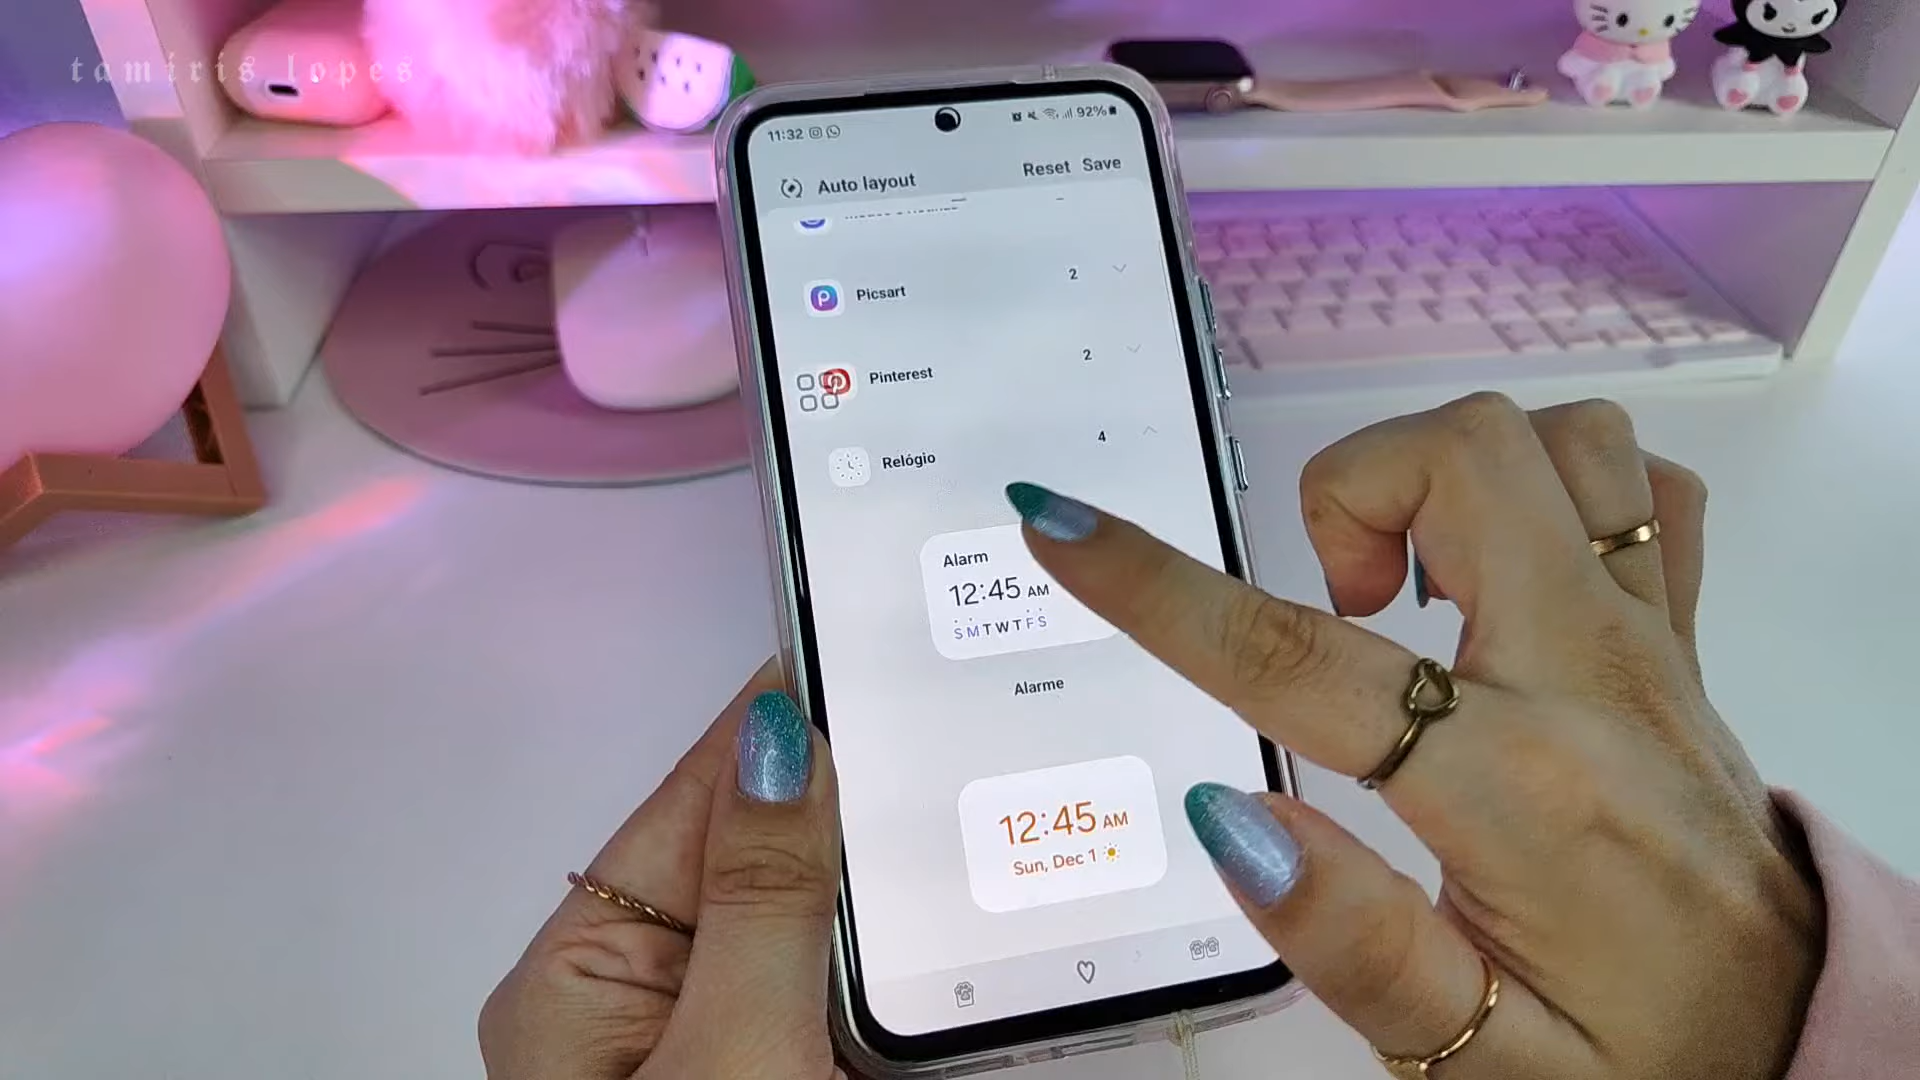 tamiris lopes
11:32
92%
Auto layout
Reset Save
Picsart
2
Pinterest
2
Relógio
4
Alarm
12:45 AM
SMTWTFS
Alarme
12:45 AM
Sun, Dec 1